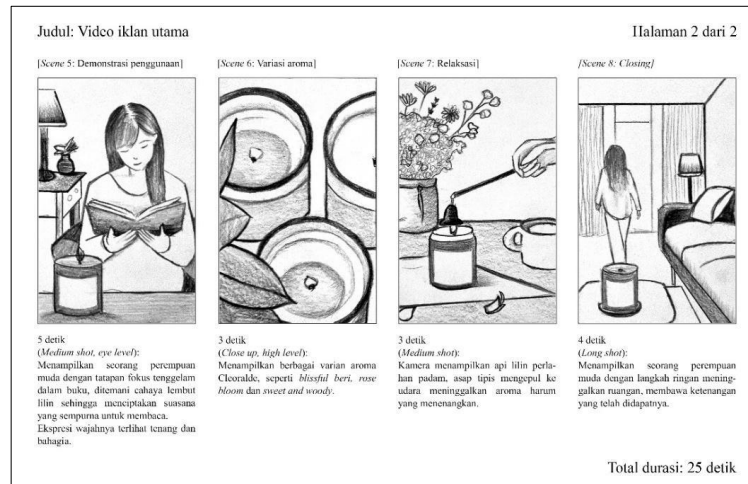 Judul: Video iklan utama
Halaman 2 dari 2
[Scene 5: Demonstrasi penggunaan]
[Scene 6: Variasi aroma]
[Scene 7: Relaksasi]
[Scene 8: Closing]
5 detik
(Medium shot, eye level):
Menampilkan seorang perempuan
muda dengan tatapan fokus tenggelam
dalam buku, ditemani cahaya lembut
lilin sehingga menciptakan suasana
yang sempurna untuk membaca.
Ekspresi wajahnya terlihat tenang dan
bahagia.
3 detik
(Close up, high level):
Menampilkan berbagai varian aroma
Cleoralde, seperti blissful beri, rose
bloom dan sweet and woody.
3 detik
(Medium shot):
Kamera menampilkan api lilin perla-
han padam, asap tipis mengepul ke
udara meninggalkan aroma harum
yang menenangkan.
4 detik
(Long shot):
Menampilkan seorang perempuan
muda dengan langkah ringan mening-
galkan ruangan, membawa ketenangan
yang telah didapatnya.
Total durasi: 25 detik